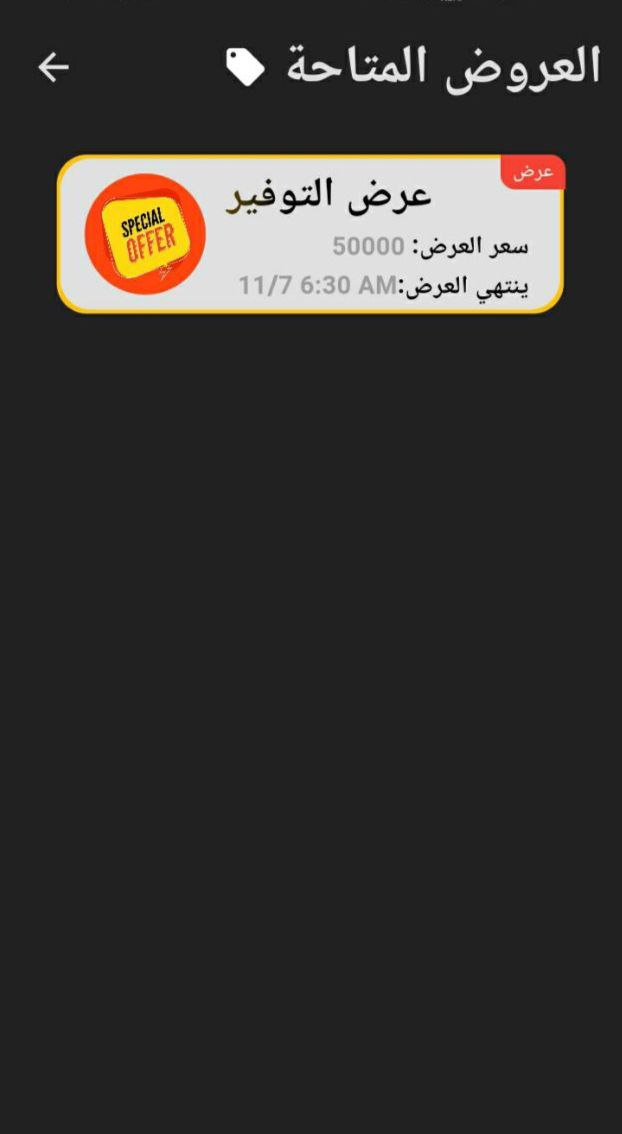 العروض المتاحة
عرض
عرض التوفير
سعر العرض: 50000
ينتهي العرض:11/7 6:30 AM
SPECIAL
OFFER